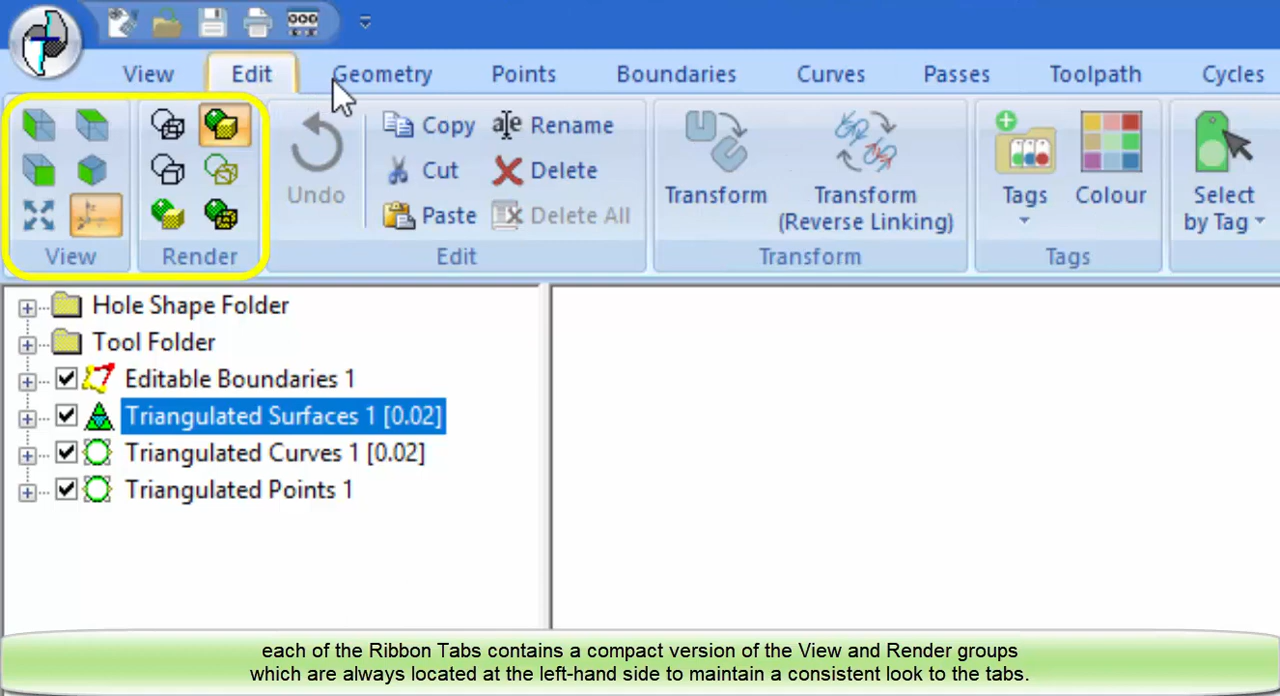 View Edit Geometry Points Boundaries Curves Passes Toolpath Cycles
Undo
Copy
Cut
Paste
Rename
Delete
Delete All
Transform
Transform
(Reverse Linking)
Tags
Colour
Select
by Tag
View Render Edit Transform Tags
Hole Shape Folder
Tool Folder
Editable Boundaries 1
Triangulated Surfaces 1 [0.02]
Triangulated Curves 1 [0.02]
Triangulated Points 1
each of the Ribbon Tabs contains a compact version of the View and Render groups
which are always located at the left-hand side to maintain a consistent look to the tabs.